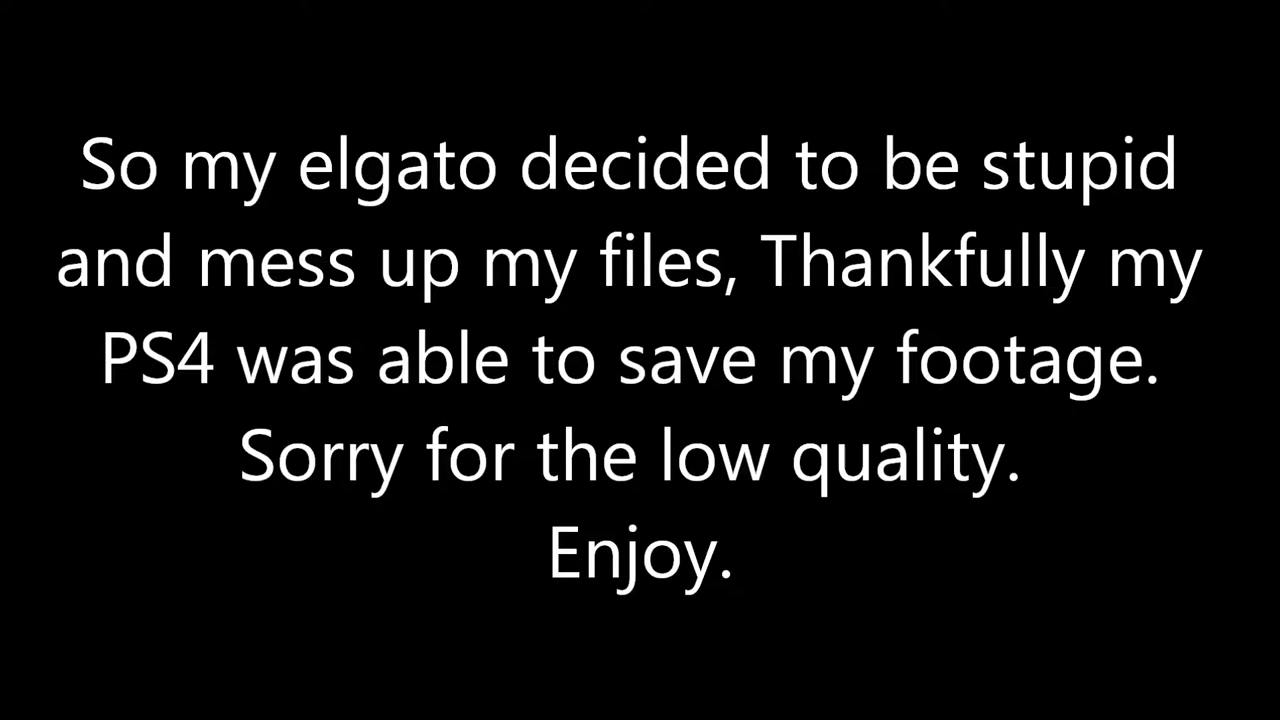 So my elgato decided to be stupid
and mess up my files, Thankfully my
PS4 was able to save my footage.
Sorry for the low quality.
Enjoy.